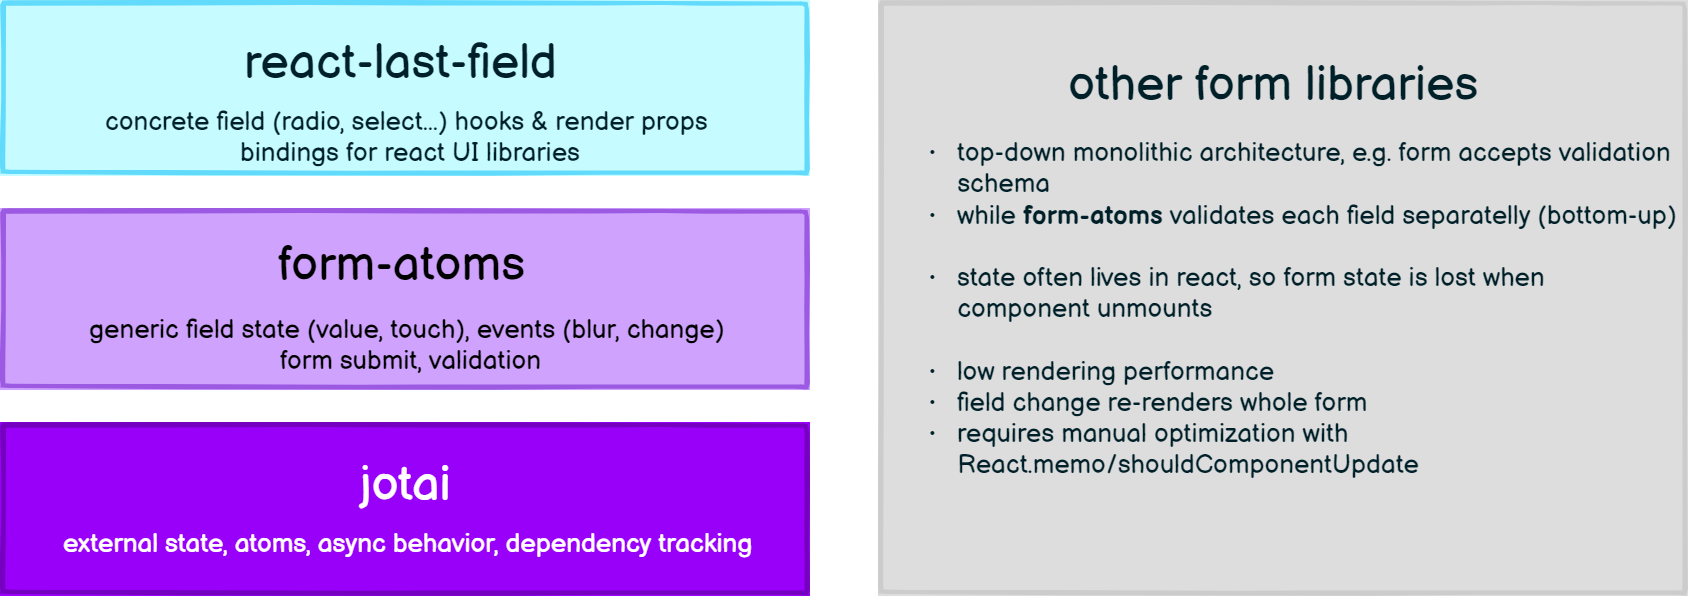 react-last-field
concrete field (radio, select...) hooks & render props
bindings for react UI libraries
form-atoms
generic field state (value, touch), events (blur, change)
form submit, validation
jotai
external state, atoms, async behavior, dependency tracking
other form libraries
· top-down monolithic architecture, e.g. form accepts validation
schema
· while form-atoms validates each field separatelly (bottom-up)
· state often lives in react, so form state is lost when
component unmounts
· low rendering performance
· field change re-renders whole form
· requires manual optimization with
React.memo/shouldComponentUpdate